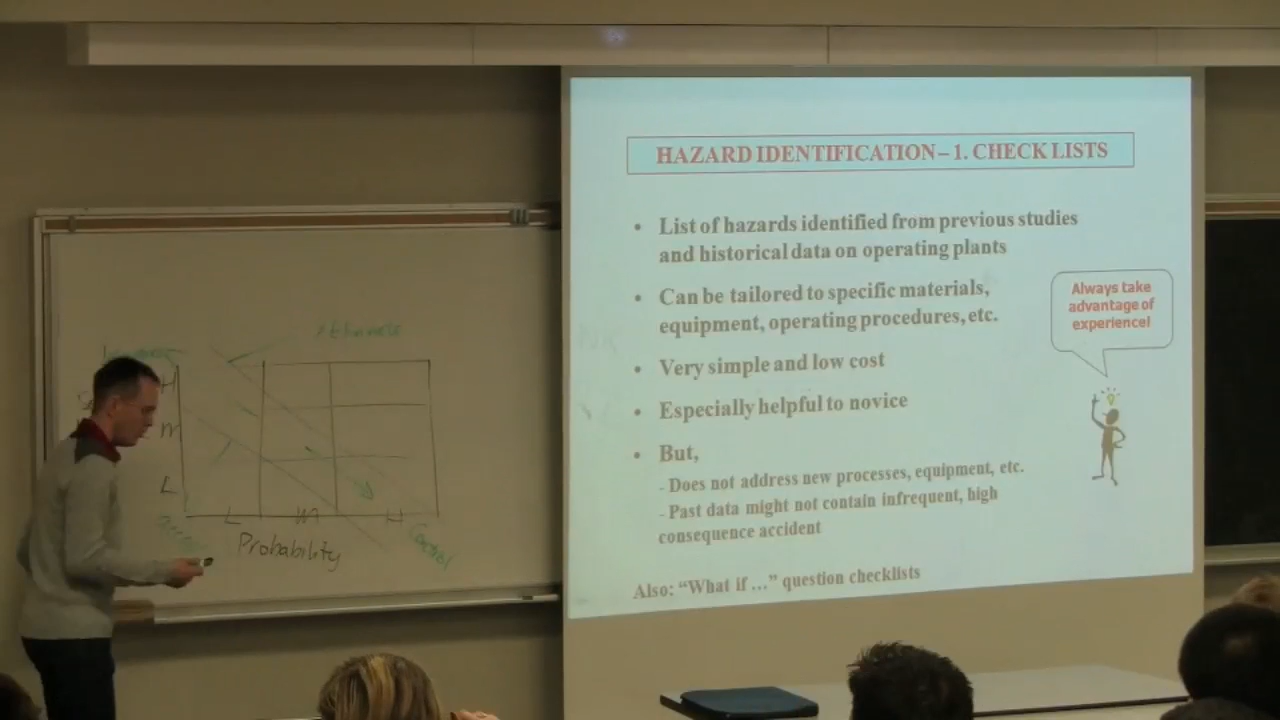 HAZARD IDENTIFICATION – 1. CHECK LISTS
• List of hazards identified from previous studies
and historical data on operating plants
• Can be tailored to specific materials,
equipment, operating procedures, etc.
• Very simple and low cost
• Especially helpful to novice
• But,
- Does not address new processes, equipment, etc.
- Past data might not contain infrequent, high
consequence accident
Also: “What if …” question checklists
Always take
advantage of
experience!
H
m
L
L m H
Probability
Control